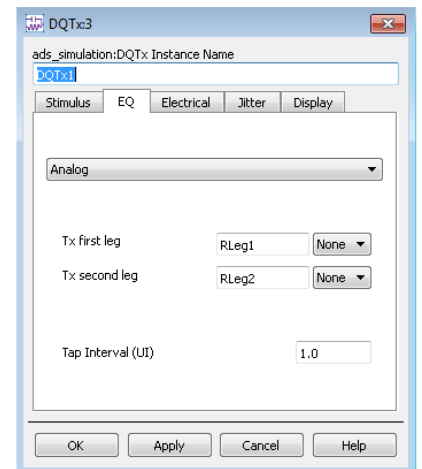 DQTx:3
ads_simulation:DQTx Instance Name
DQTx1
Stimulus EQ Electrical Jitter Display
Analog
Tx first leg RLeg1 None
Tx second leg RLeg2 None
Tap Interval (UI) 1.0
OK Apply Cancel Help